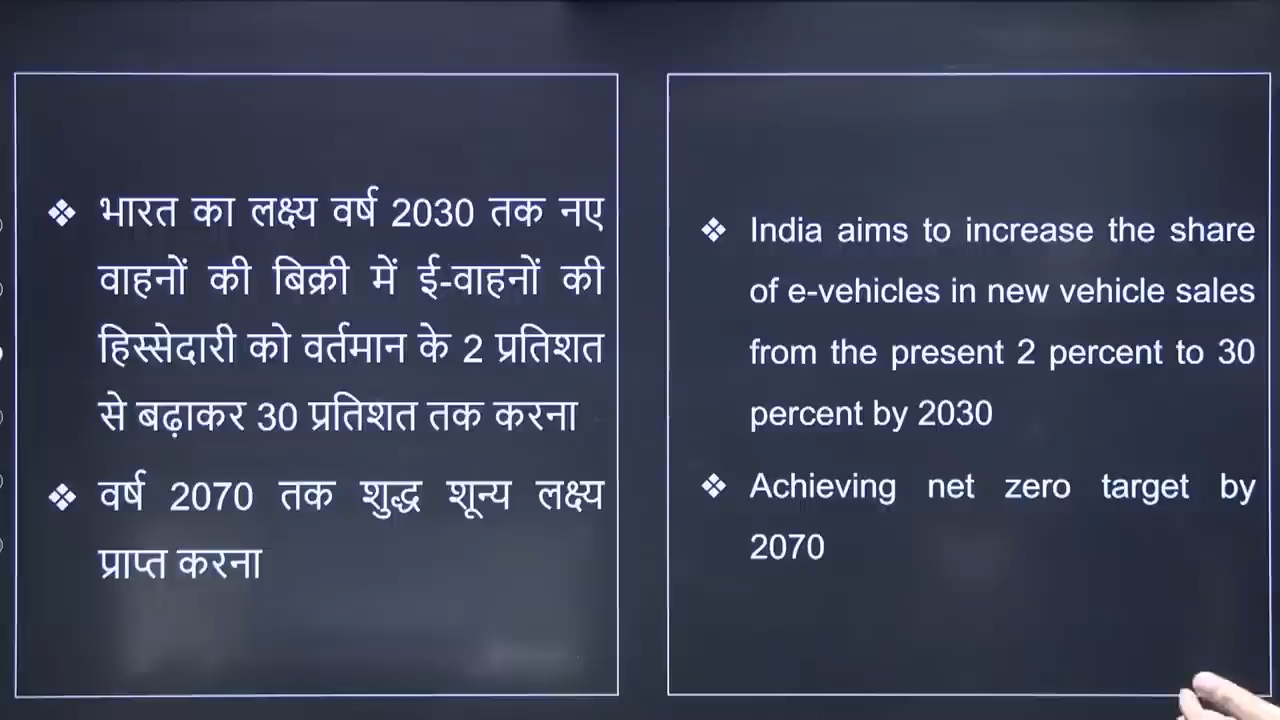 ❖ भारत का लक्ष्य वर्ष 2030 तक नए
वाहनों की बिक्री में ई-वाहनों की
हिस्सेदारी को वर्तमान के 2 प्रतिशत
से बढ़ाकर 30 प्रतिशत तक करना
❖ वर्ष 2070 तक शुद्ध शून्य लक्ष्य
प्राप्त करना
❖ India aims to increase the share
of e-vehicles in new vehicle sales
from the present 2 percent to 30
percent by 2030
❖ Achieving net zero target by
2070